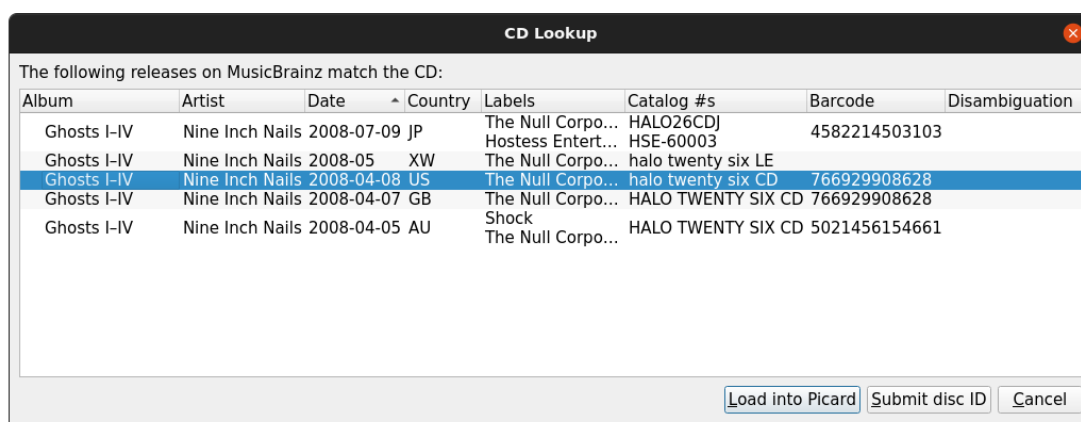 CD Lookup
The following releases on MusicBrainz match the CD:
Album Artist Date Country Labels Catalog #s Barcode Disambiguation
Ghosts I–IV Nine Inch Nails 2008-07-09 JP The Null Corpo... HALO26CDJ 4582214503103
Hostess Entert... HSE-60003
Ghosts I–IV Nine Inch Nails 2008-05 XW The Null Corpo... halo twenty six LE
Ghosts I–IV Nine Inch Nails 2008-04-08 US The Null Corpo... halo twenty six CD 766929908628
Ghosts I–IV Nine Inch Nails 2008-04-07 GB The Null Corpo... HALO TWENTY SIX CD 766929908628
Ghosts I–IV Nine Inch Nails 2008-04-05 AU Shock HALO TWENTY SIX CD 5021456154661
The Null Corpo...
Load into Picard Submit disc ID Cancel